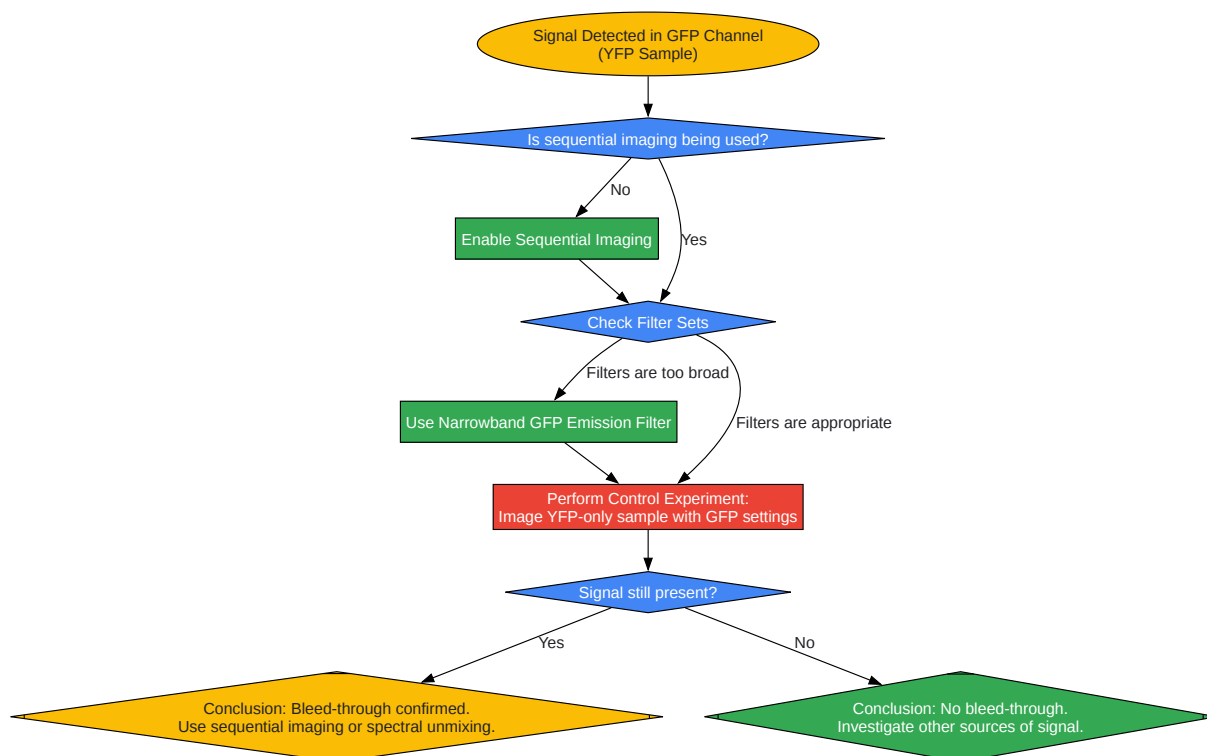 Signal Detected in GFP Channel
(YFP Sample)
Is sequential imaging being used?
No
Enable Sequential Imaging
Yes
Check Filter Sets
Filters are too broad
Use Narrowband GFP Emission Filter
Filters are appropriate
Perform Control Experiment:
Image YFP-only sample with GFP settings
Signal still present?
Yes
No
Conclusion: Bleed-through confirmed.
Use sequential imaging or spectral unmixing.
Conclusion: No bleed-through.
Investigate other sources of signal.